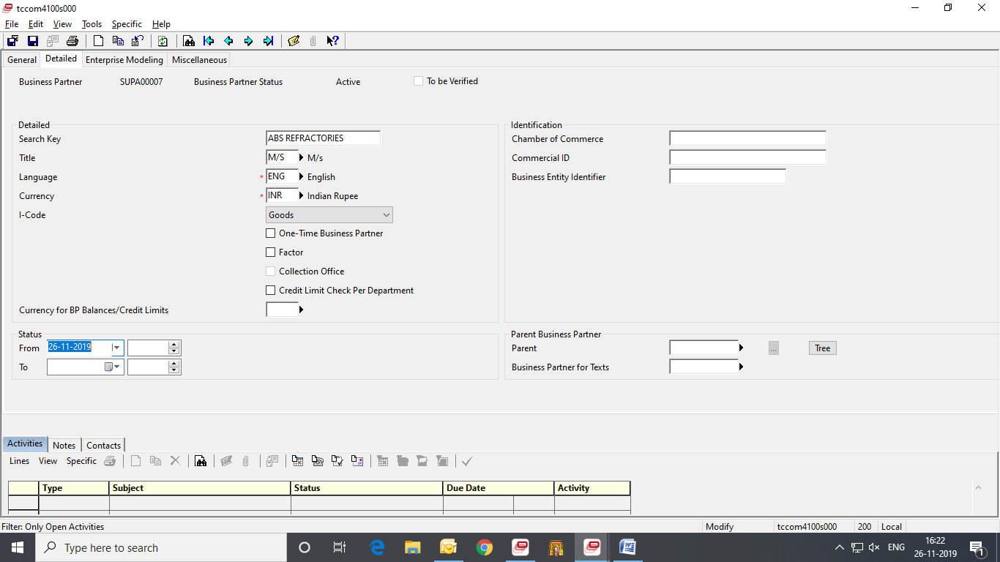 tccom4100s000
File Edit View Tools Specific Help
General Detailed Enterprise Modeling Miscellaneous
Business Partner SUPA00007 Business Partner Status Active To be Verified
Detailed
Search Key ABS REFRACTORIES
Title M/S M/s
Language * ENG English
Currency * INR Indian Rupee
I-Code Goods
One-Time Business Partner
Factor
Collection Office
Credit Limit Check Per Department
Currency for BP Balances/Credit Limits
Identification
Chamber of Commerce
Commercial ID
Business Entity Identifier
Status
From 26-11-2019
To
Parent Business Partner
Parent ... Tree
Business Partner for Texts
Activities Notes Contacts
Lines View Specific
Type Subject Status Due Date Activity
Filter: Only Open Activities Modify tccom4100s000 200 Local
Type here to search ENG 16:22
26-11-2019 1